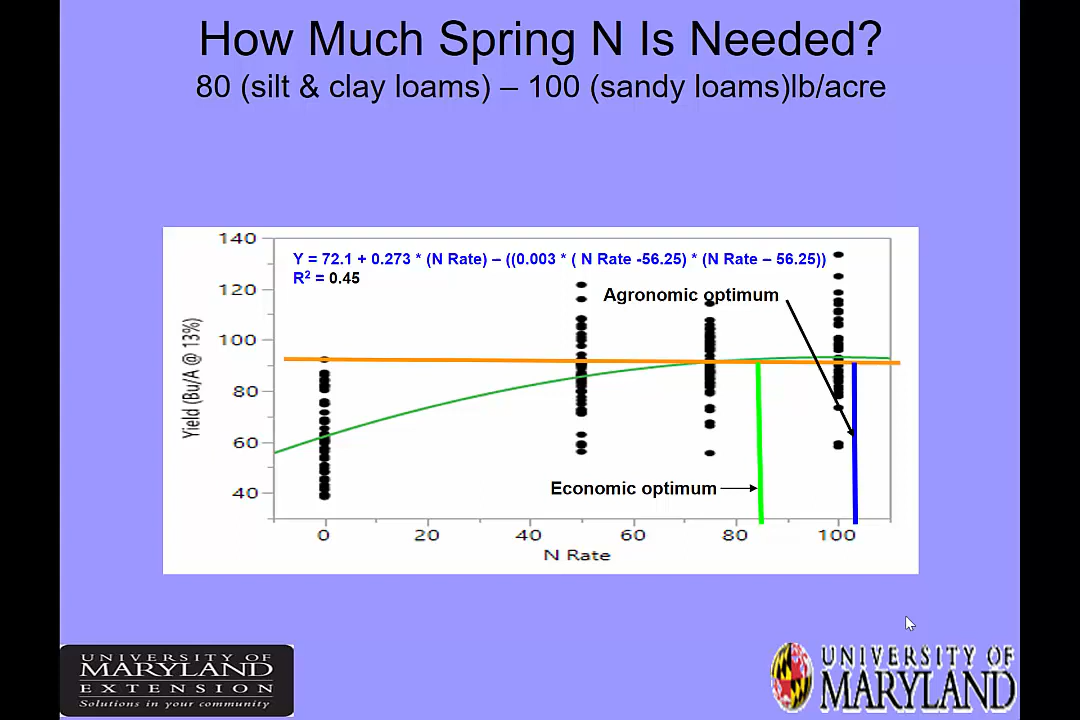 How Much Spring N Is Needed?
80 (silt & clay loams) – 100 (sandy loams)lb/acre
Y = 72.1 + 0.273 * (N Rate) – ((0.003 * ( N Rate -56.25) * (N Rate – 56.25))
R² = 0.45
Agronomic optimum
Economic optimum
Yield (Bu/A @ 13%)
140
120
100
80
60
40
0 20 40 60 80 100
N Rate
UNIVERSITY OF
MARYLAND
EXTENSION
Solutions in your community
UNIVERSITY OF
MARYLAND